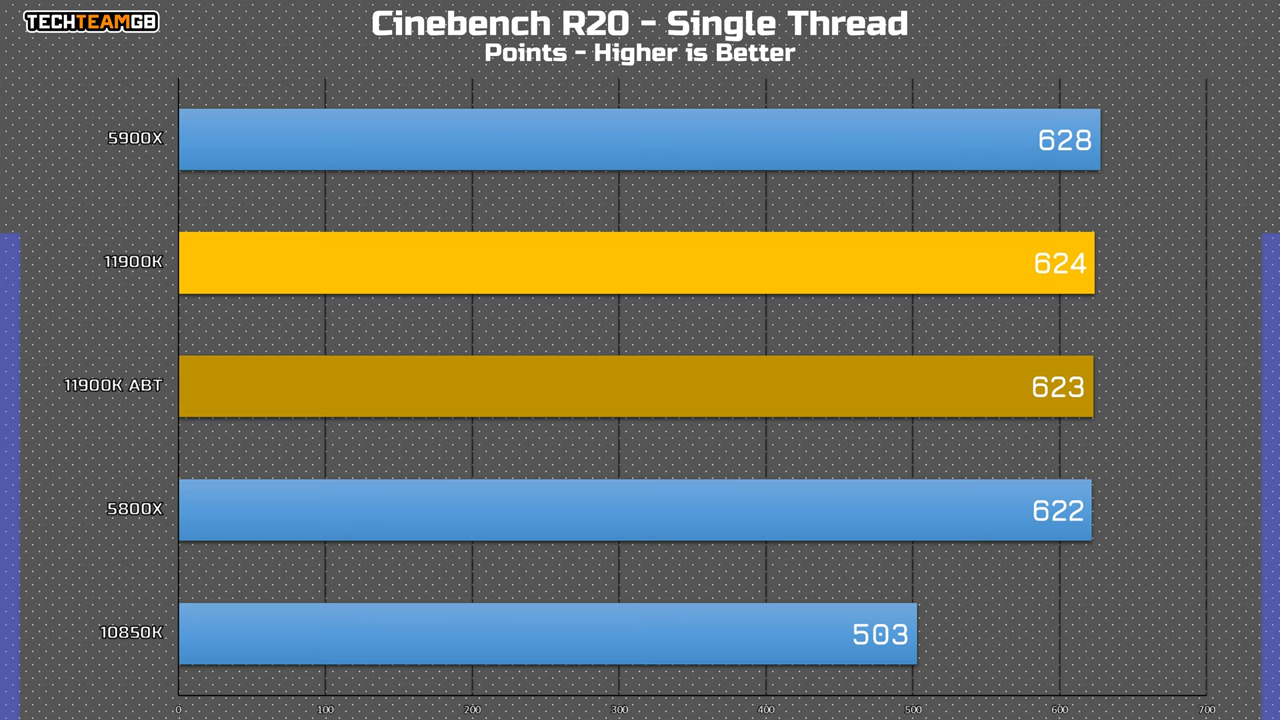 TECHTEAMGB
Cinebench R20 - Single Thread
Points - Higher is Better
5900X 628
11900K 624
11900K ABT 623
5800X 622
10850K 503
0 100 200 300 400 500 600 700